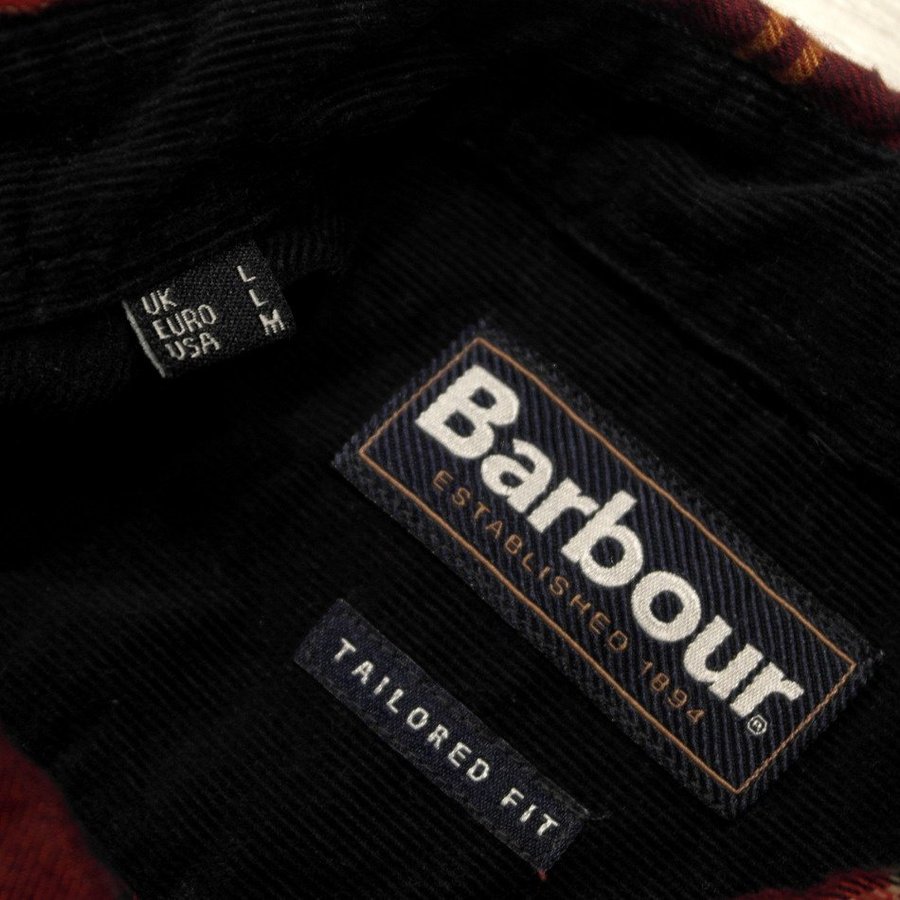 UK L
EURO L
USA M
Barbour®
ESTABLISHED 1894
TAILORED FIT